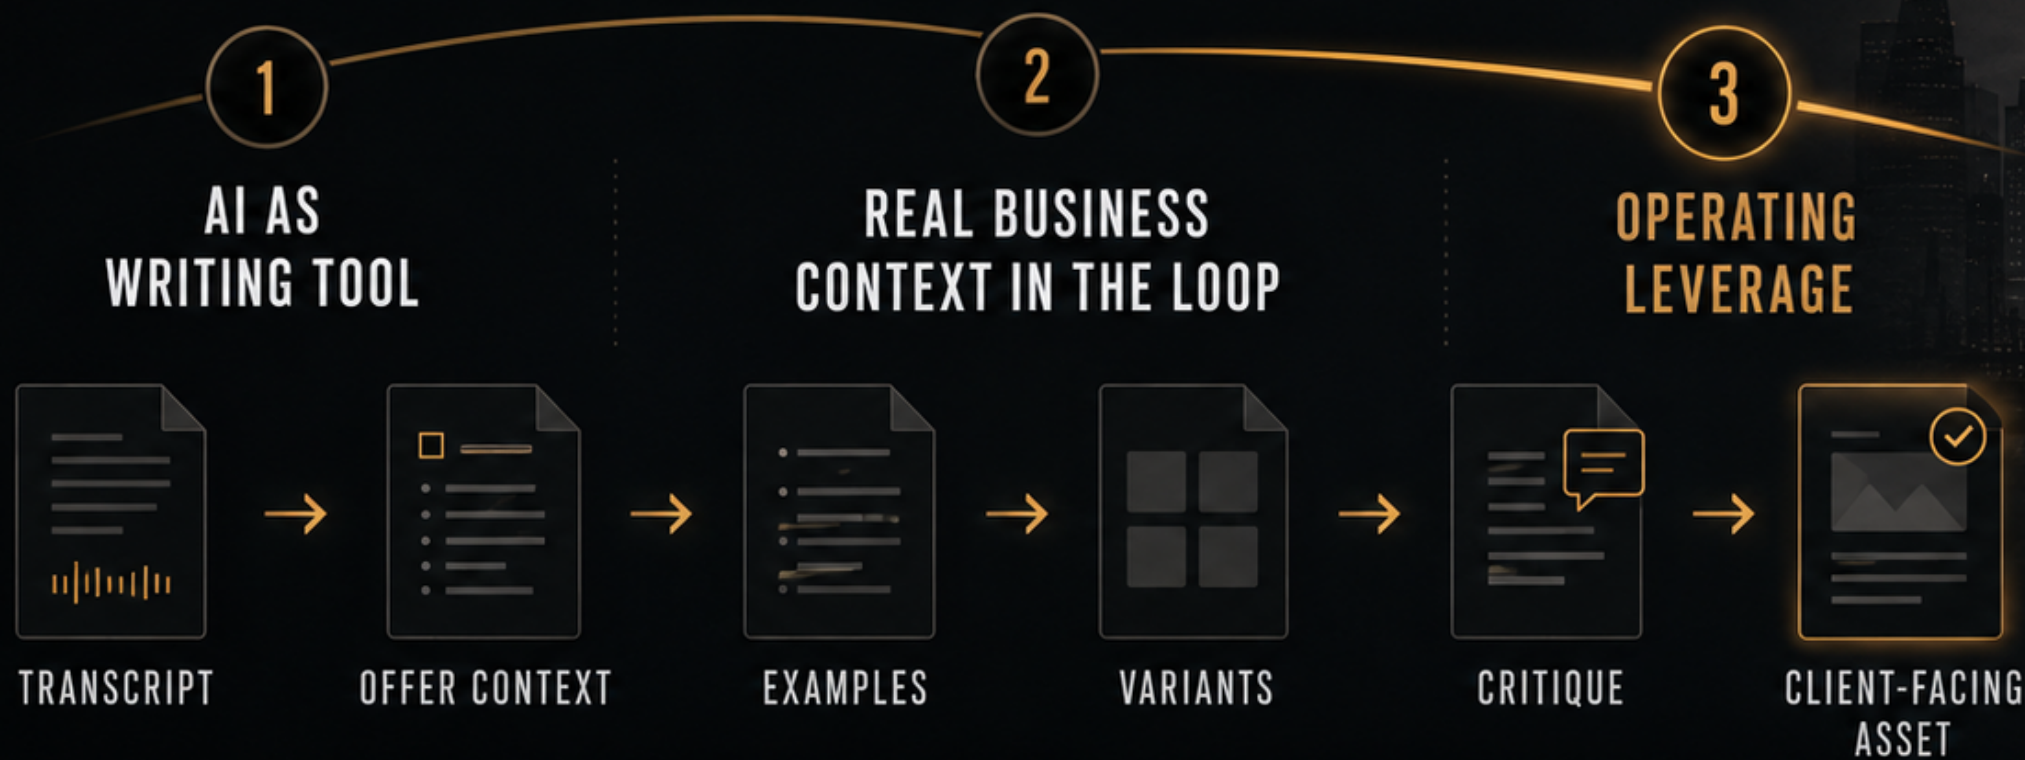 1
2
3
AI AS
WRITING TOOL
REAL BUSINESS
CONTEXT IN THE LOOP
OPERATING
LEVERAGE
TRANSCRIPT
OFFER CONTEXT
EXAMPLES
VARIANTS
CRITIQUE
CLIENT-FACING
ASSET